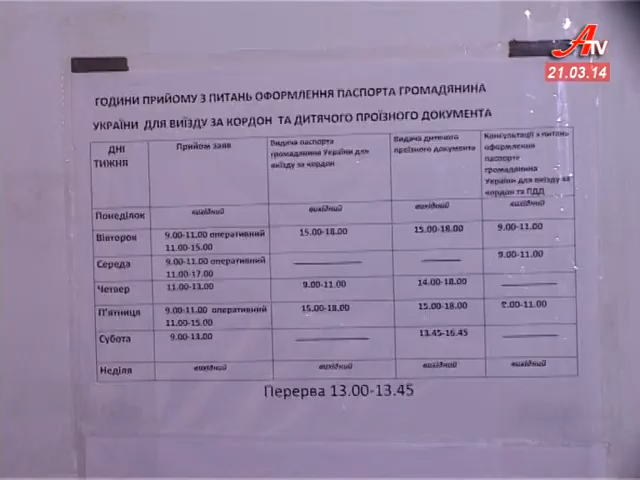 АTV
21.03.14
ГОДИНИ ПРИЙОМУ З ПИТАНЬ ОФОРМЛЕННЯ ПАСПОРТА ГРОМАДЯНИНА
УКРАЇНИ ДЛЯ ВИЇЗДУ ЗА КОРДОН ТА ДИТЯЧОГО ПРОЇЗНОГО ДОКУМЕНТА
ДНІ ТИЖНЯ
Прийом заяв
Видача паспорта
громадянина України для
виїзду за кордон
Видача дитячого
проїзного документа
Консультації з питань
оформлення
паспорта
громадянина
України для виїзду за
кордон та ПДД
Понеділок вихідний вихідний вихідний вихідний
Вівторок 9.00-11.00 оперативний 15.00-18.00 15.00-18.00 9.00-11.00
11.00-15.00
Середа 9.00-11.00 оперативний 9.00-11.00
11.00-17.00
Четвер 11.00-13.00 9.00-11.00 14.00-18.00
П'ятниця 9.00-11.00 оперативний 15.00-18.00 15.00-18.00 9.00-11.00
11.00-15.00
Субота 9.00-13.00 13.45-16.45
Неділя вихідний вихідний вихідний вихідний
Перерва 13.00-13.45